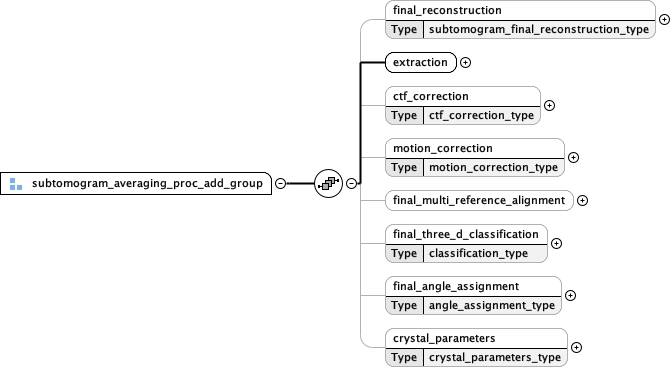 final_reconstruction
Type subtomogram_final_reconstruction_type
extraction
ctf_correction
Type ctf_correction_type
motion_correction
Type motion_correction_type
subtomogram_averaging_proc_add_group
final_multi_reference_alignment
final_three_d_classification
Type classification_type
final_angle_assignment
Type angle_assignment_type
crystal_parameters
Type crystal_parameters_type